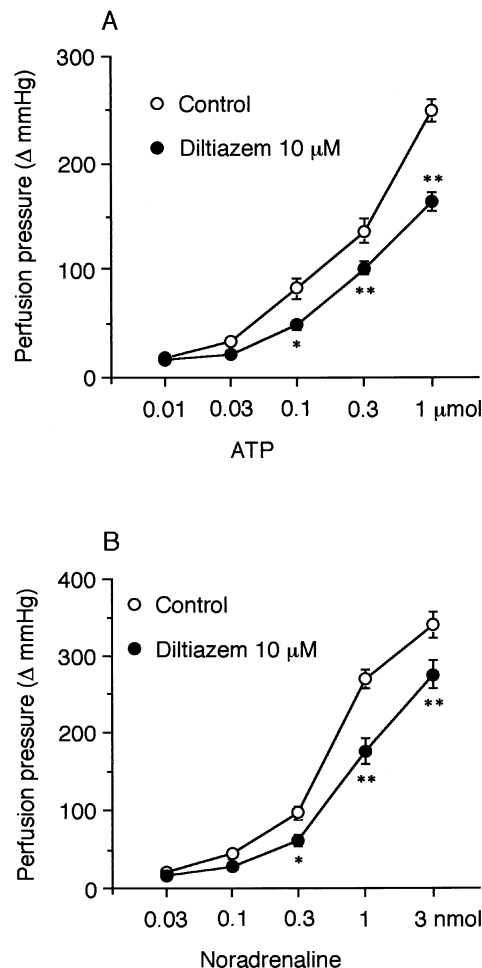 A
300
200
100
0
Perfusion pressure (Δ mmHg)
Control
Diltiazem 10 μM
**
**
*
0.01 0.03 0.1 0.3 1 μmol
ATP
B
400
300
200
100
0
Perfusion pressure (Δ mmHg)
Control
Diltiazem 10 μM
**
**
*
0.03 0.1 0.3 1 3 nmol
Noradrenaline